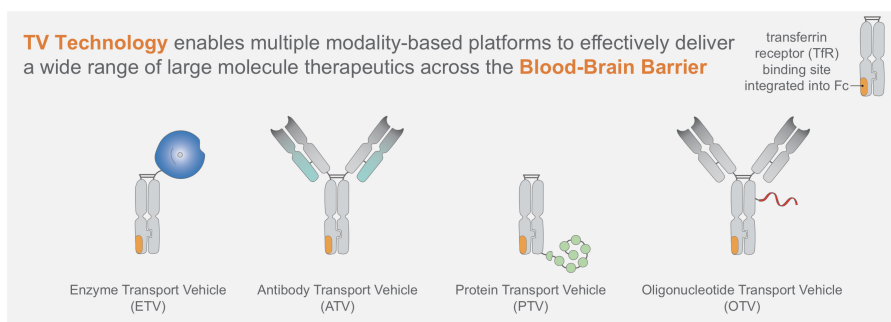 TV Technology enables multiple modality-based platforms to effectively deliver
a wide range of large molecule therapeutics across the Blood-Brain Barrier
transferrin
receptor (TfR)
binding site
integrated into Fc
Enzyme Transport Vehicle
(ETV)
Antibody Transport Vehicle
(ATV)
Protein Transport Vehicle
(PTV)
Oligonucleotide Transport Vehicle
(OTV)